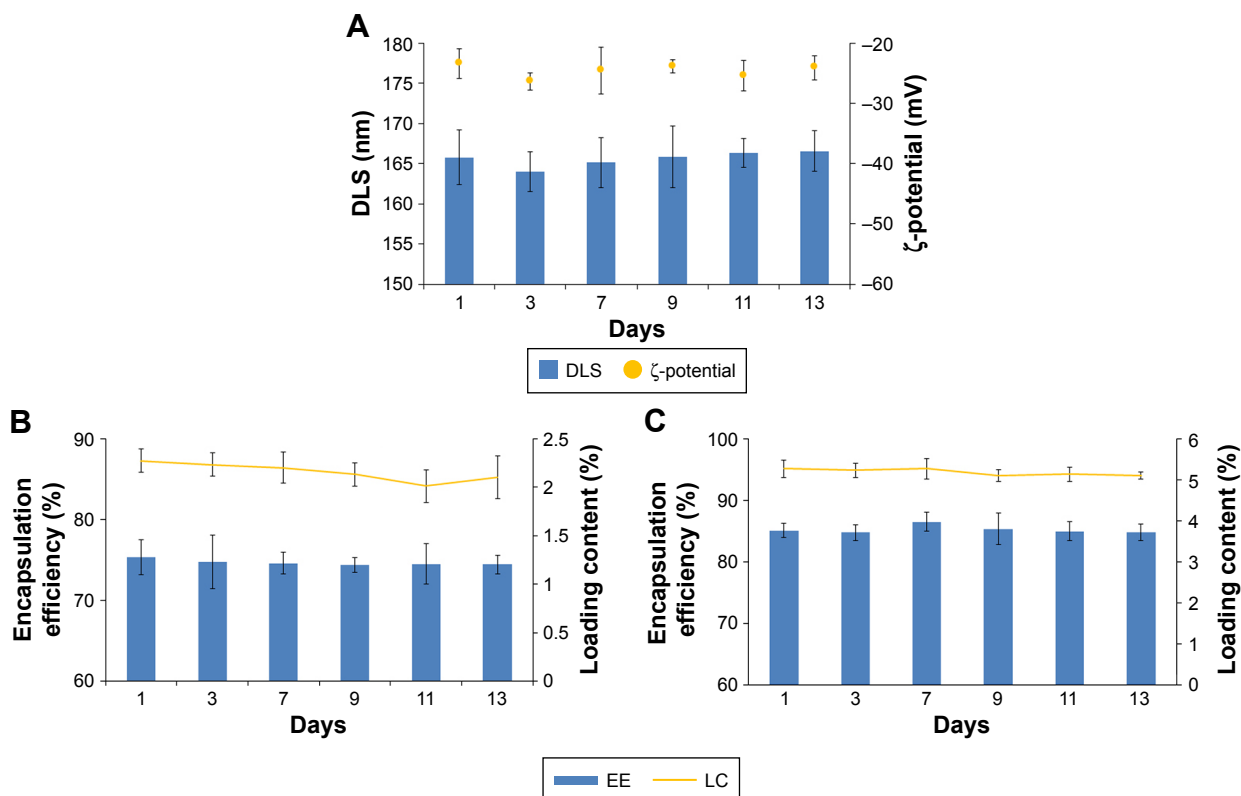 A
180
175
170
165
160
155
150
DLS (nm)
–20
–30
–40
–50
–60
ζ-potential (mV)
1 3 7 9 11 13
Days
DLS ζ-potential
B
90
80
70
60
Encapsulation
efficiency (%)
2.5
2
1.5
1
0.5
0
Loading content (%)
1 3 7 9 11 13
Days
C
100
90
80
70
60
Encapsulation
efficiency (%)
6
5
4
3
2
1
0
Loading content (%)
1 3 7 9 11 13
Days
EE LC